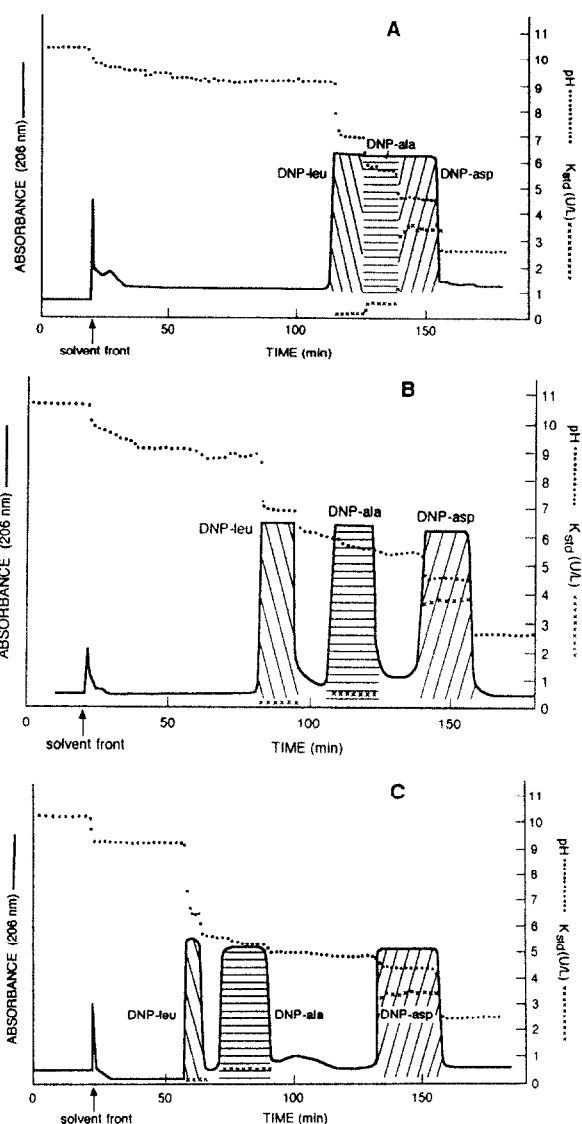 A
ABSORBANCE (206 nm)
DNP-leu
DNP-ala
DNP-asp
11
10
9
8
7
6
5
4
3
2
1
0
pH
Kstd (U/L) xxxxxxxxx
0
50
100
150
solvent front
TIME (min)
B
ABSORBANCE (206 nm)
DNP-leu
DNP-ala
DNP-asp
11
10
9
8
7
6
5
4
3
2
1
0
pH
K std (U/L) xxxxxxxx
0
50
100
150
solvent front
TIME (min)
C
ABSORBANCE (206 nm)
DNP-leu
DNP-ala
DNP-asp
11
10
9
8
7
6
5
4
3
2
1
0
pH
Kstd (U/L) xxxxxxxxx
0
50
100
150
solvent front
TIME (min)